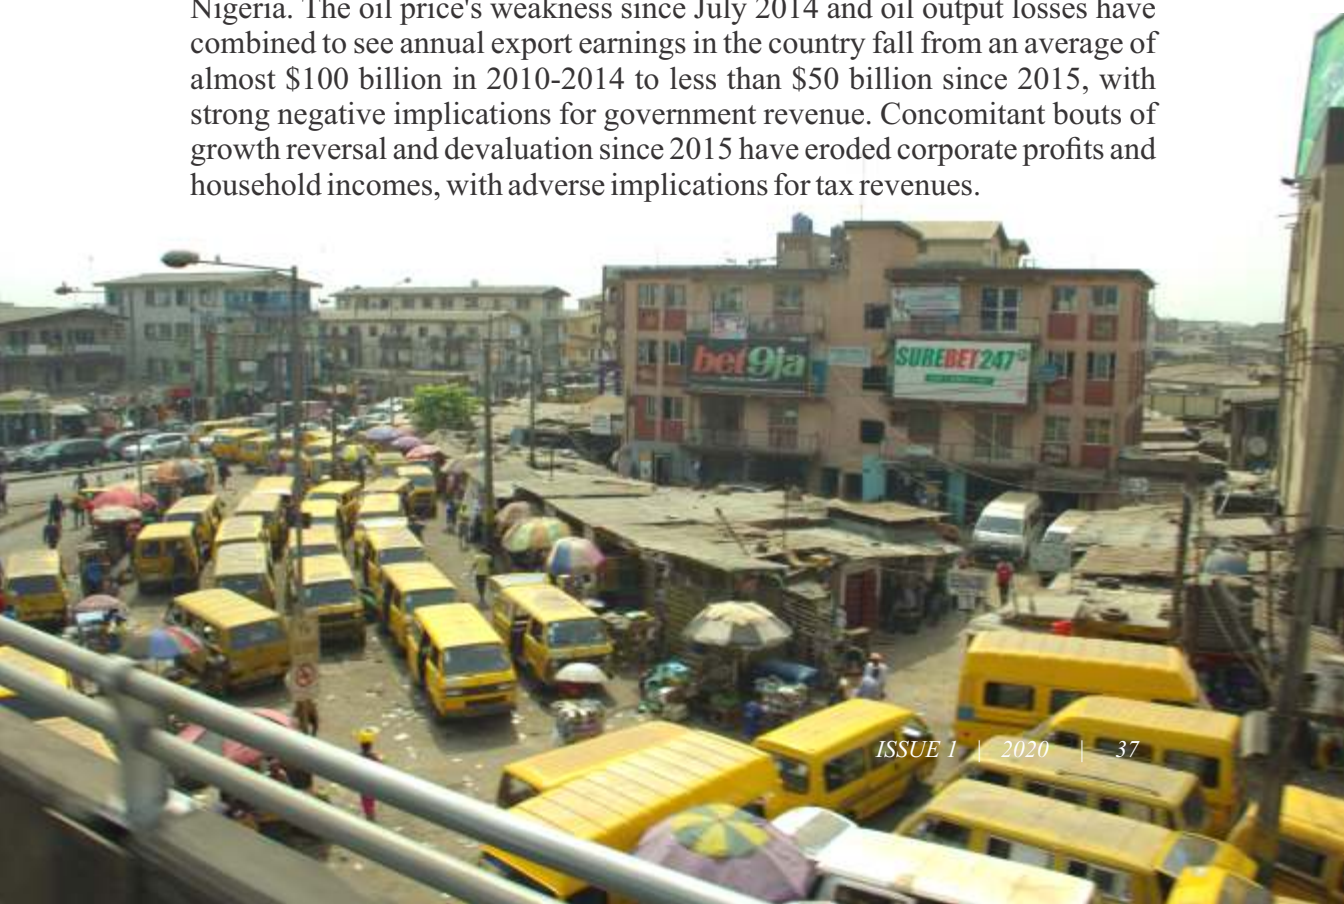 Nigeria. The oil price's weakness since July 2014 and oil output losses have
combined to see annual export earnings in the country fall from an average of
almost $100 billion in 2010-2014 to less than $50 billion since 2015, with
strong negative implications for government revenue. Concomitant bouts of
growth reversal and devaluation since 2015 have eroded corporate profits and
household incomes, with adverse implications for tax revenues.
bet9ja
SUREBET247
ISSUE 1 | 2020 | 37